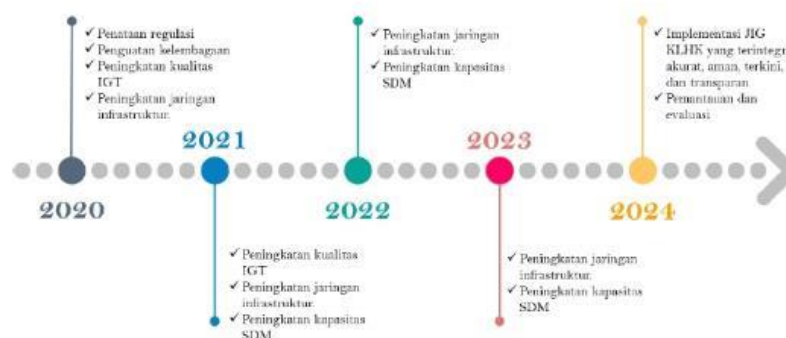 ✓ Penataan regulasi
✓ Penguatan kelembagaan
✓ Peningkatan kualitas
IGT
✓ Peningkatan jaringan
infrastruktur.
2020
2021
✓ Peningkatan kualitas
IGT
✓ Peningkatan jaringan
infrastruktur.
✓ Peningkatan kapasitas
SDM
✓ Peningkatan jaringan
infrastruktur.
✓ Peningkatan kapasitas
SDM
2022
2023
✓ Peningkatan jaringan
infrastruktur.
✓ Peningkatan kapasitas
SDM
✓ Implementasi JIG
KLHK yang terintegr
akurat, aman, terkini,
dan transparan
✓ Pemantauan dan
evaluasi
2024